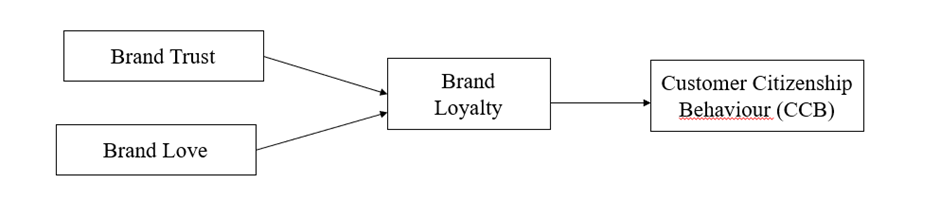 Brand Trust
Brand Love
Brand
Loyalty
Customer Citizenship
Behaviour (CCB)